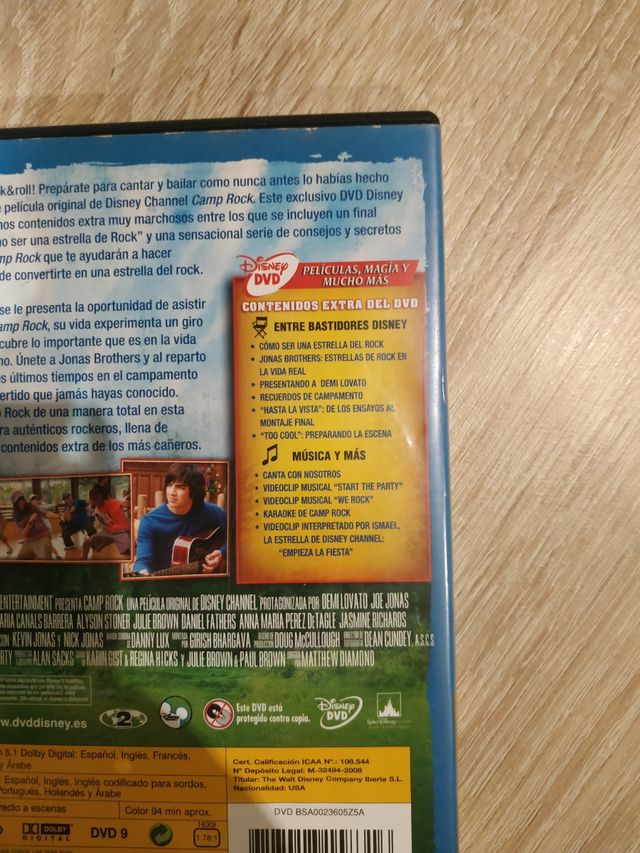 k&roll! Prepárate para cantar y bailar como nunca antes lo habías hecho
película original de Disney Channel Camp Rock. Este exclusivo DVD Disney
nos contenidos extra muy marchosos entre los que se incluyen un final
no ser una estrella de Rock" y una sensacional serie de consejos y secretos
mp Rock que te ayudarán a hacer
de convertirte en una estrella del rock.
se le presenta la oportunidad de asistir
amp Rock, su vida experimenta un giro
cubre lo importante que es en la vida
no. Únete a Jonas Brothers y al reparto
s últimos tiempos en el campamento
ertido que jamás hayas conocido.
Rock de una manera total en esta
ra auténticos rockeros, llena de
contenidos extra de los más cañeros.
Disney DVD
PELÍCULAS, MAGÍA Y
MUCHO MÁS
CONTENIDOS EXTRA DEL DVD
ENTRE BASTIDORES DISNEY
• CÓMO SER UNA ESTRELLA DEL ROCK
• JONAS BROTHERS: ESTRELLAS DE ROCK EN
LA VIDA REAL
• PRESENTANDO A DEMI LOVATO
• RECUERDOS DE CAMPAMENTO
• "HASTA LA VISTA": DE LOS ENSAYOS AL
MONTAJE FINAL
• "TOO COOL": PREPARANDO LA ESCENA
MÚSICA Y MÁS
• CANTA CON NOSOTROS
• VIDEOCLIP MUSICAL "START THE PARTY"
• VIDEOCLIP MUSICAL "WE ROCK"
• KARAOKE DE CAMP ROCK
• VIDEOCLIP INTERPRETADO POR ISMAEL,
LA ESTRELLA DE DISNEY CHANNEL:
"EMPIEZA LA FIESTA"
ENTERTAINMENT PRESENTA CAMP ROCK UNA PELÍCULA ORIGINAL DE DISNEY CHANNEL PROTAGONIZADA POR DEMI LOVATO JOE JONAS
ARIA CANALS BARRERA ALYSON STONER JULIE BROWN DANIEL FATHERS ANNA MARIA PEREZ DETAGLE JASMINE RICHARDS
KEVIN JONAS Y NICK JONAS DANNY LUX GIRISH BHARGAVA DOUG MCCULLOUGH DEAN CUNDEY, A.S.C.
RTY ALAN SACKS KARIN GIST & REGINA HICKS Y JULIE BROWN & PAUL BROWN MATTHEW DIAMOND
www.dvddisney.es
2
Este DVD está
protegido contra copia.
Disney DVD
WALT DISNEY
n 5.1 Dolby Digital: Español, Inglés, Francés,
y Árabe
: Español, Inglés, Inglés codificado para sordos,
Portugués, Holandés y Árabe
recto a escenas
Color 94 min aprox.
Cert. Calificación ICAA Nº.: 108.544
Nº Depósito Legal: M-32494-2008
Titular: The Walt Disney Company Iberia S.L.
Nacionalidad: USA
DOLBY
DIGITAL
DVD 9
16X9
1.78:1
DVD BSA0023605Z5A